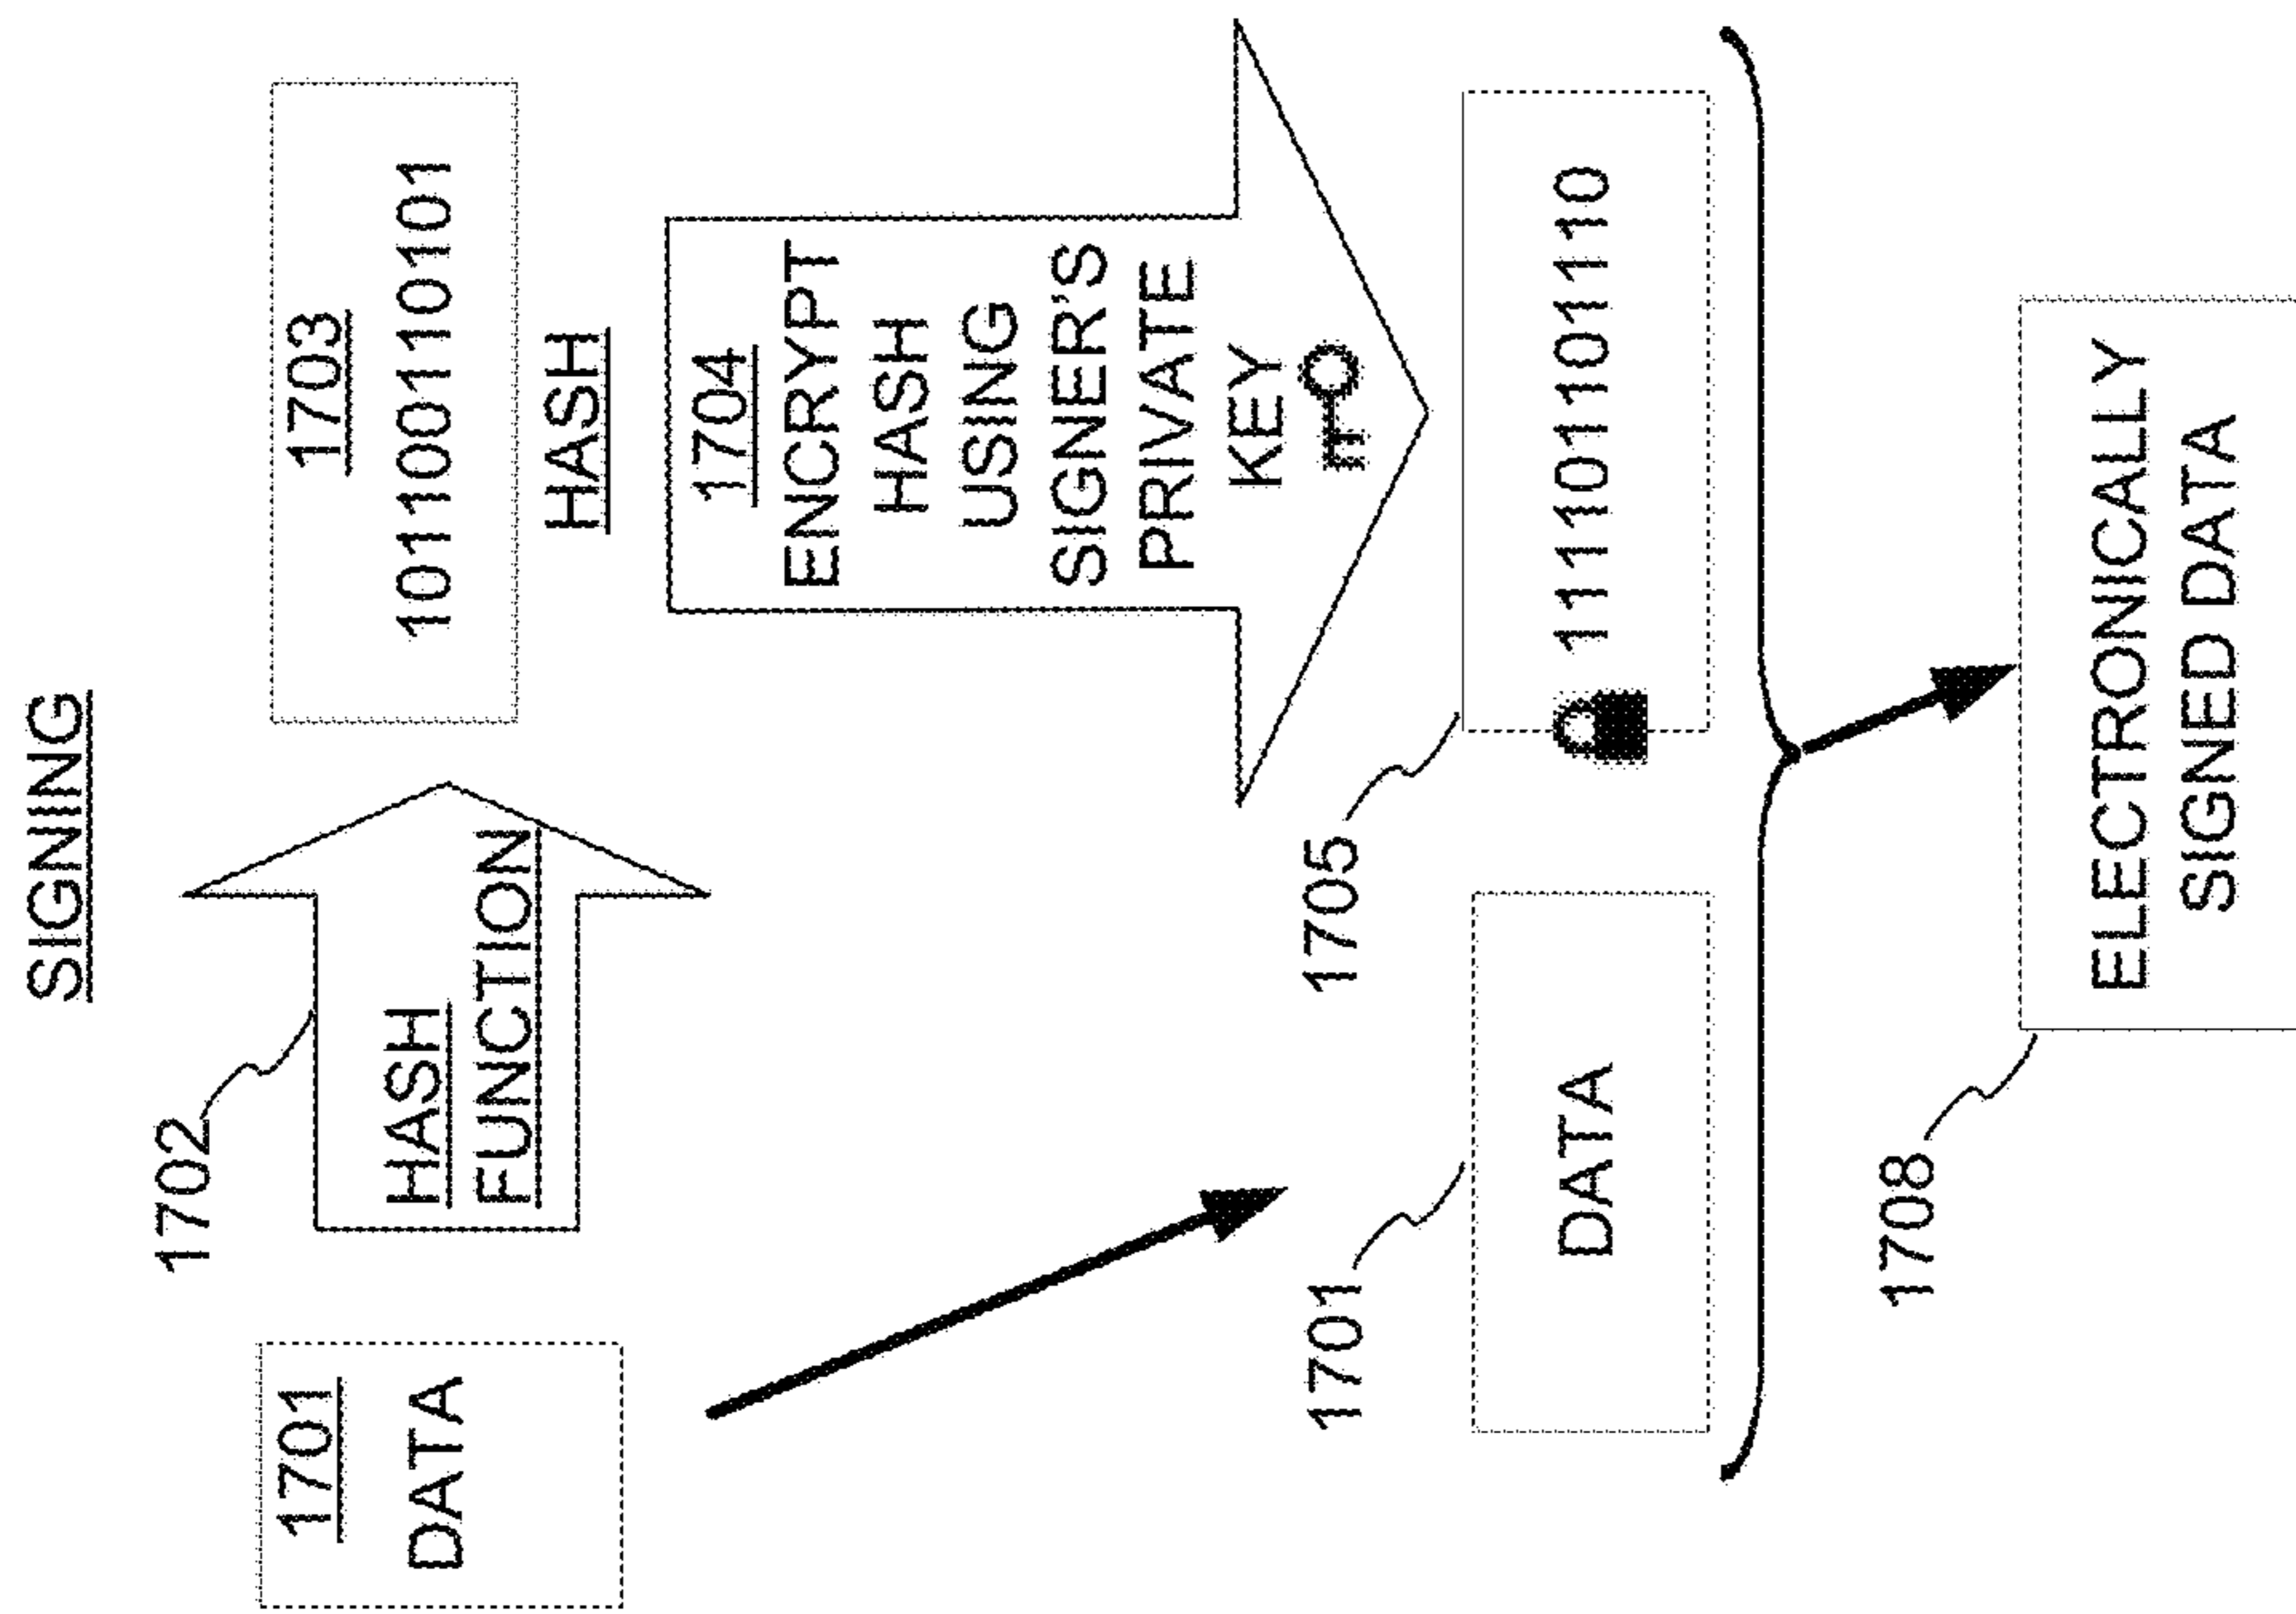 SIGNING
1702
1701
DATA
HASH
FUNCTION
1703
101100110101
HASH
1704
ENCRYPT
HASH
USING
SIGNER'S
PRIVATE
KEY
1701
DATA
1705
111101101110
1708
ELECTRONICALLY
SIGNED DATA